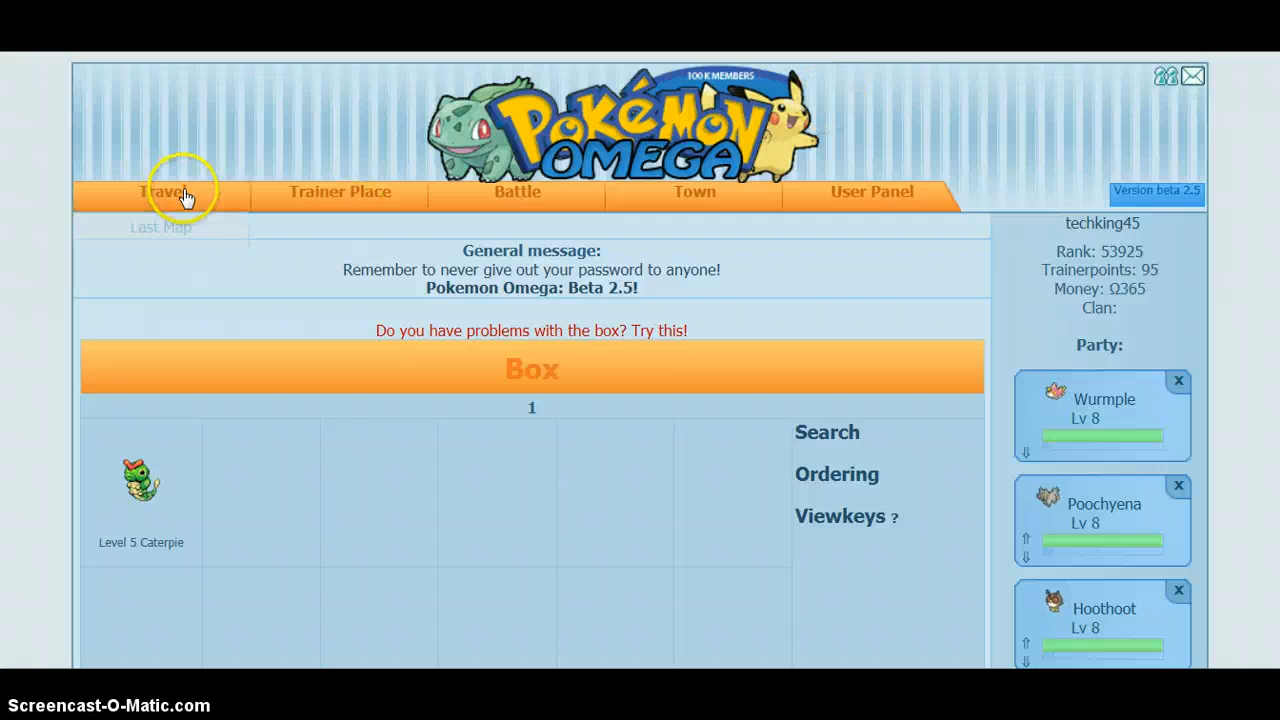 100 K MEMBERS
POKéMON
OMEGA
Travel
Trainer Place
Battle
Town
User Panel
Version beta 2.5
Last Map
General message:
Remember to never give out your password to anyone!
Pokemon Omega: Beta 2.5!
Do you have problems with the box? Try this!
Box
1
Level 5 Caterpie
Search
Ordering
Viewkeys ?
techking45
Rank: 53925
Trainerpoints: 95
Money: Ω365
Clan:
Party:
X
Wurmple
Lv 8
X
Poochyena
Lv 8
X
Hoothoot
Lv 8
Screencast-O-Matic.com